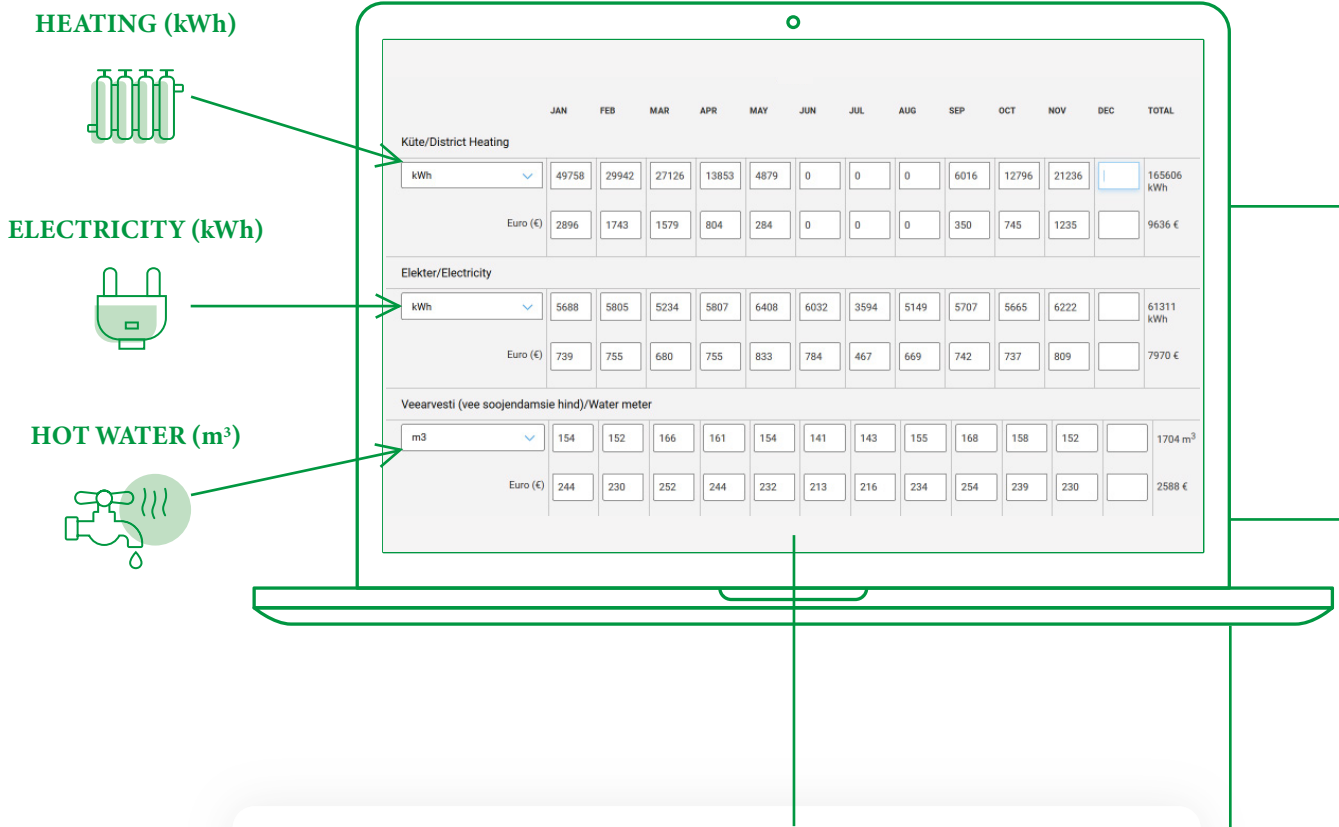 HEATING (kWh)
JAN FEB MAR APR MAY JUN JUL AUG SEP OCT NOV DEC TOTAL
Küte/District Heating
kWh 49758 29942 27126 13853 4879 0 0 0 6016 12796 21236 165606 kWh
Euro (€) 2896 1743 1579 804 284 0 0 0 350 745 1235 9636 €
ELECTRICITY (kWh)
Elekter/Electricity
kWh 5688 5805 5234 5807 6408 6032 3594 5149 5707 5665 6222 61311 kWh
Euro (€) 739 755 680 755 833 784 467 669 742 737 809 7970 €
HOT WATER (m³)
Veearvesti (vee soojendamsie hind)/Water meter
m3 154 152 166 161 154 141 143 155 168 158 152 1704 m³
Euro (€) 244 230 252 244 232 213 216 234 254 239 230 2588 €